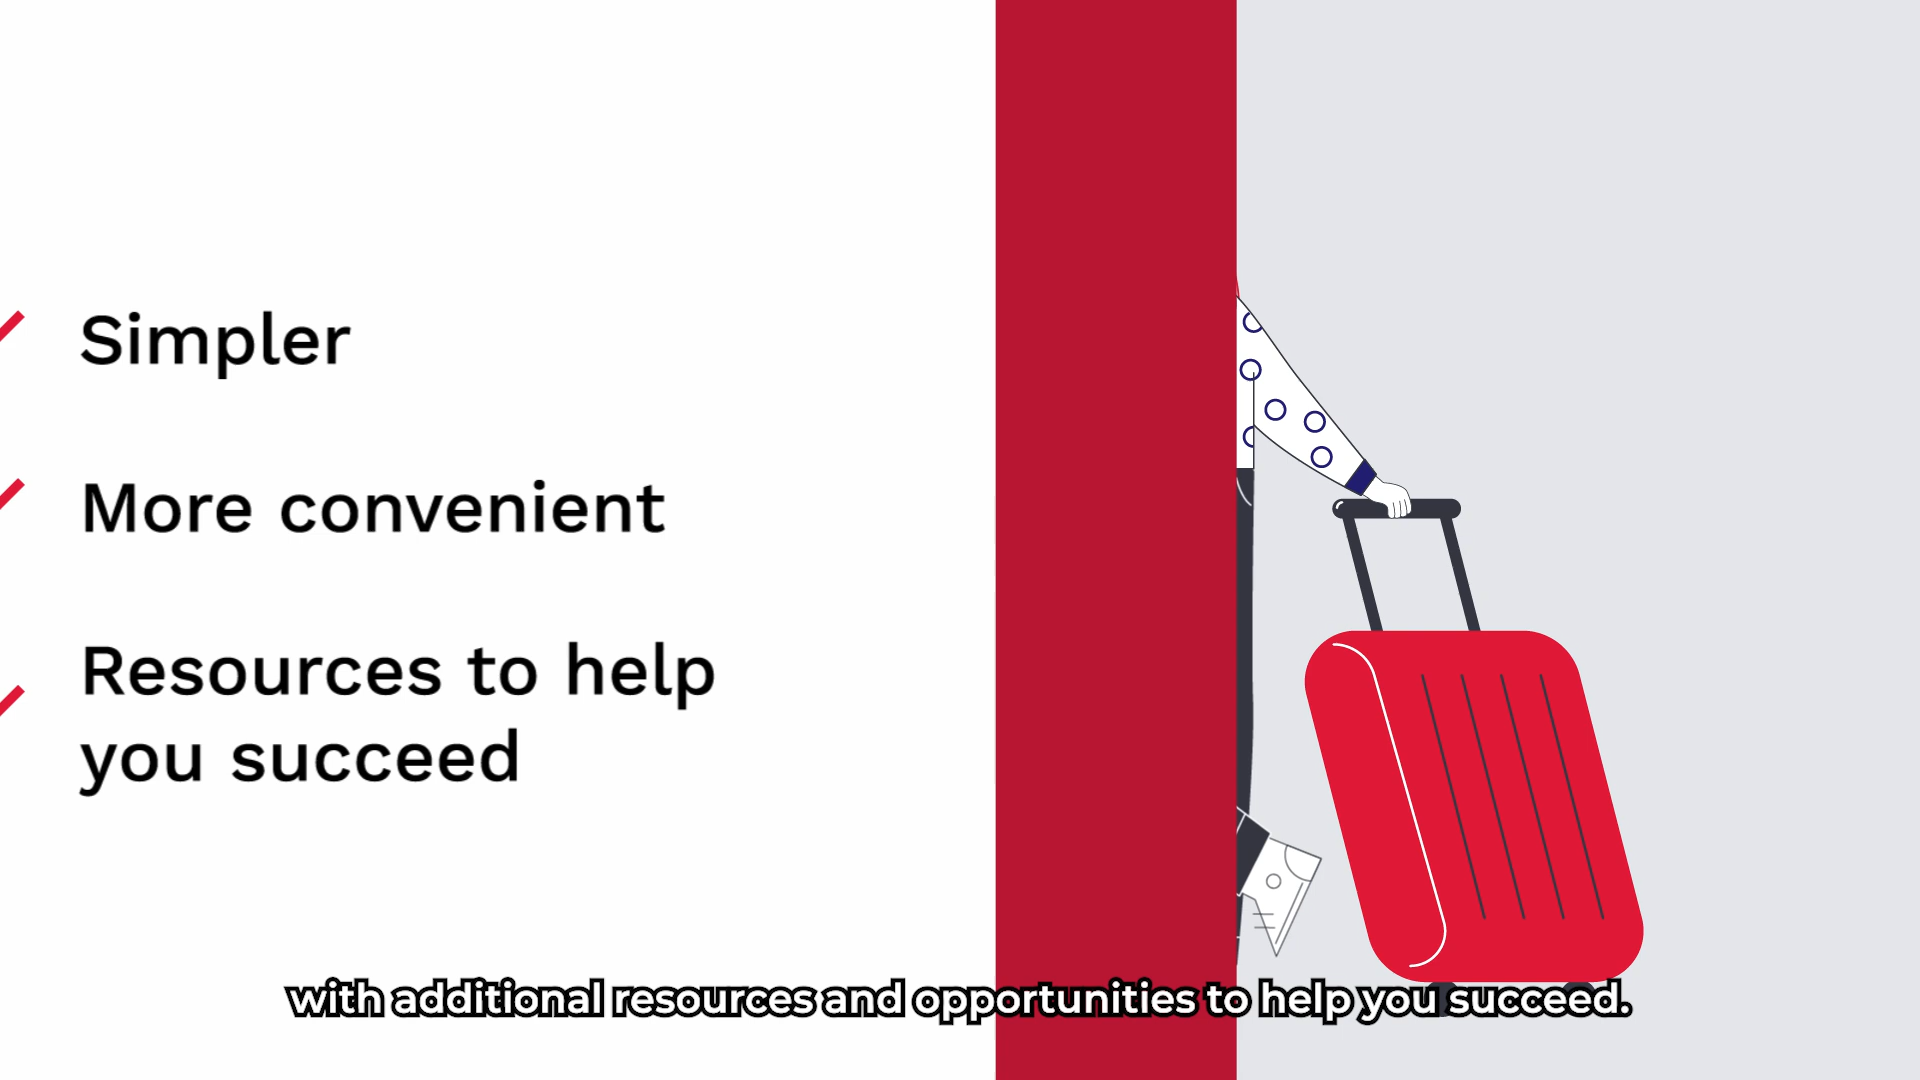 Simpler
More convenient
Resources to help
you succeed
with additional resources and opportunities to help you succeed.